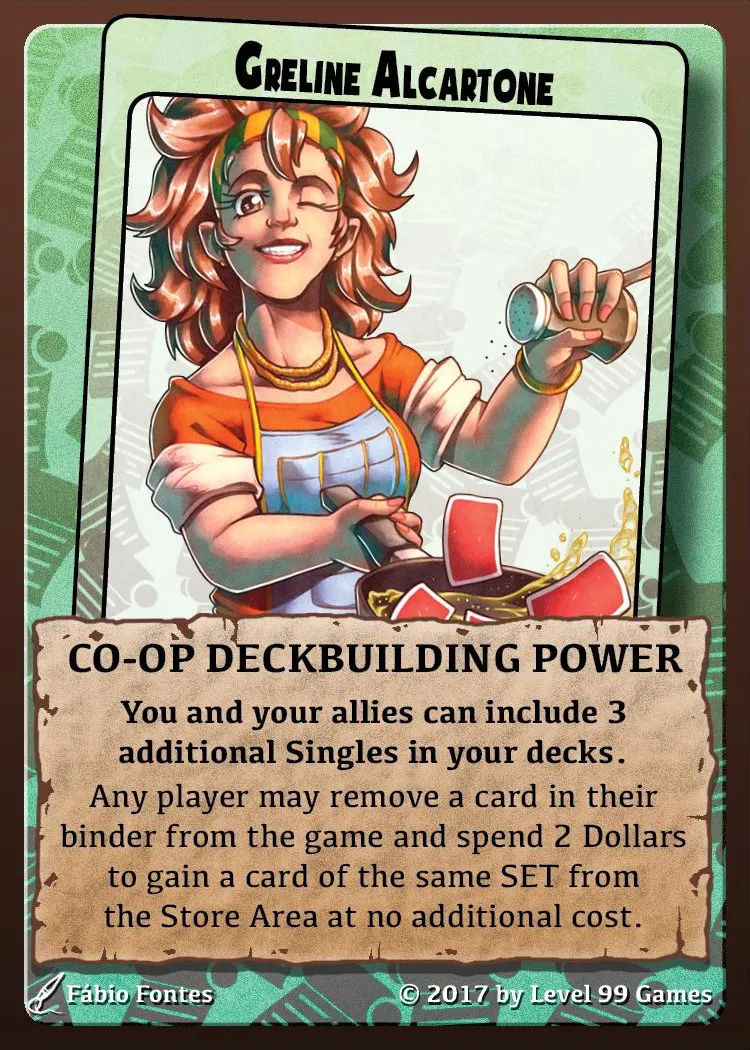 Greline Alcartone
CO-OP DECKBUILDING POWER
You and your allies can include 3
additional Singles in your decks.
Any player may remove a card in their
binder from the game and spend 2 Dollars
to gain a card of the same SET from
the Store Area at no additional cost.
Fábio Fontes
© 2017 by Level 99 Games